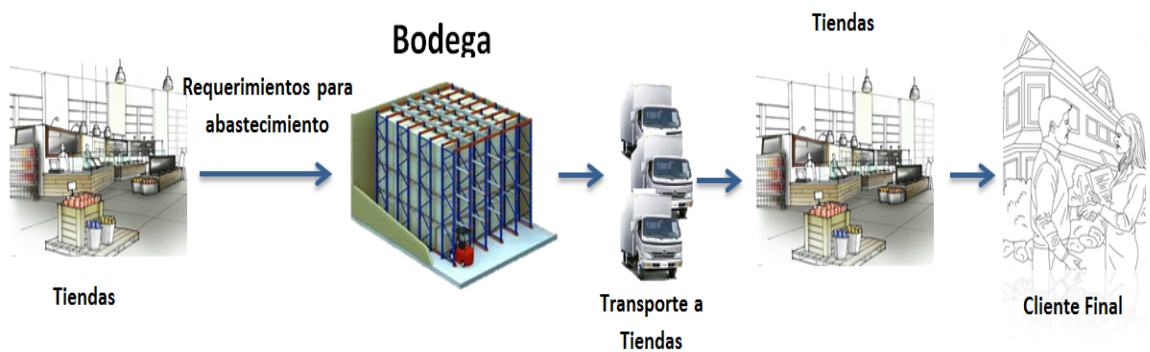 Tiendas
Requerimientos para
abastecimiento
Bodega
Transporte a
Tiendas
Tiendas
Cliente Final